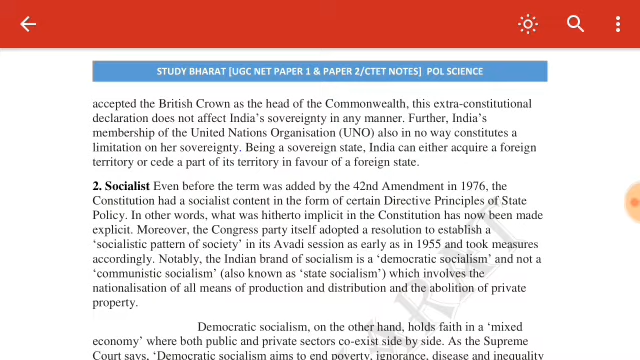 STUDY BHARAT [UGC NET PAPER 1 & PAPER 2/CTET NOTES] POL SCIENCE
accepted the British Crown as the head of the Commonwealth, this extra-constitutional
declaration does not affect India's sovereignty in any manner. Further, India's
membership of the United Nations Organisation (UNO) also in no way constitutes a
limitation on her sovereignty. Being a sovereign state, India can either acquire a foreign
territory or cede a part of its territory in favour of a foreign state.
2. Socialist Even before the term was added by the 42nd Amendment in 1976, the
Constitution had a socialist content in the form of certain Directive Principles of State
Policy. In other words, what was hitherto implicit in the Constitution has now been made
explicit. Moreover, the Congress party itself adopted a resolution to establish a
'socialistic pattern of society' in its Avadi session as early as in 1955 and took measures
accordingly. Notably, the Indian brand of socialism is a 'democratic socialism' and not a
'communistic socialism' (also known as 'state socialism') which involves the
nationalisation of all means of production and distribution and the abolition of private
property.
Democratic socialism, on the other hand, holds faith in a 'mixed
economy' where both public and private sectors co-exist side by side. As the Supreme
Court says, 'Democratic socialism aims to end poverty, ignorance, disease and inequality